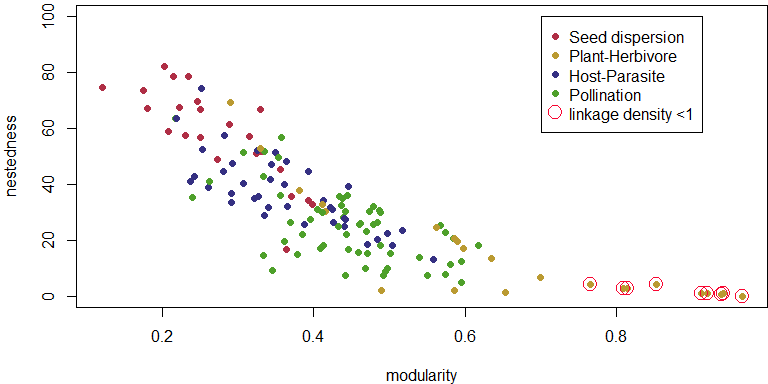 100
80
60
40
20
0
nestedness
Seed dispersion
Plant-Herbivore
Host-Parasite
Pollination
linkage density <1
0.2 0.4 0.6 0.8
modularity